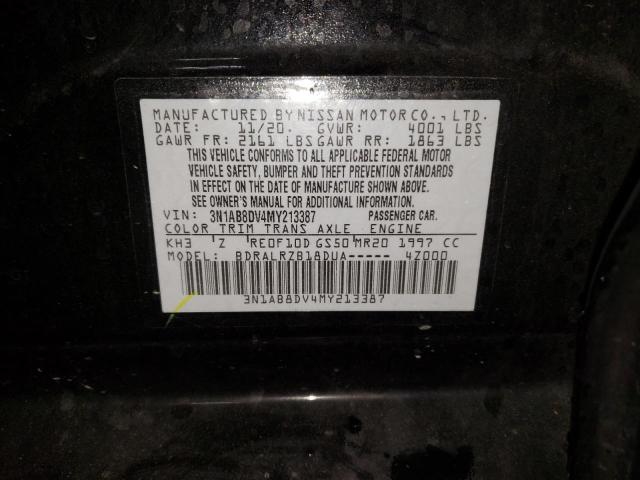 MANUFACTURED BY NISSAN MOTOR CO., LTD.
DATE: 11/20 GVWR: 4001 LBS
GAWR FR: 2161 LBS GAWR RR: 1863 LBS
THIS VEHICLE CONFORMS TO ALL APPLICABLE FEDERAL MOTOR
VEHICLE SAFETY, BUMPER AND THEFT PREVENTION STANDARDS
IN EFFECT ON THE DATE OF MANUFACTURE SHOWN ABOVE.
SEE OWNER'S MANUAL FOR ADDITIONAL INFORMATION.
VIN: 3N1AB8DV4MY213387 PASSENGER CAR.
COLOR TRIM TRANS AXLE ENGINE
KH3 Z RE0F10D GS50 MR20 1997 CC
MODEL: BDRALRZB18DUA----- 4Z000
3N1AB8DV4MY213387